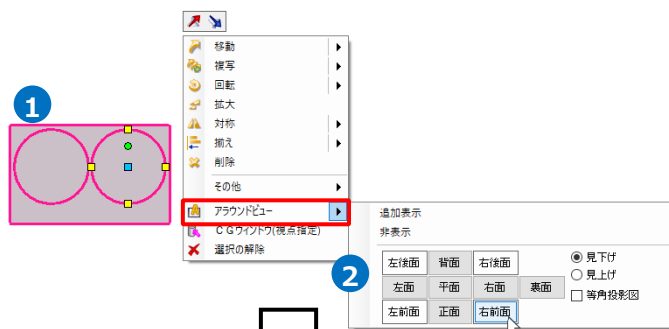 1
移動
複写
回転
拡大
対称
揃え
削除
その他
アラウンドビュー
CGウィンドウ(視点指定)
選択の解除
2
追加表示
非表示
左後面 背面 右後面
左面 平面 右面 裏面
左前面 正面 右前面
見下げ
見上げ
等角投影図